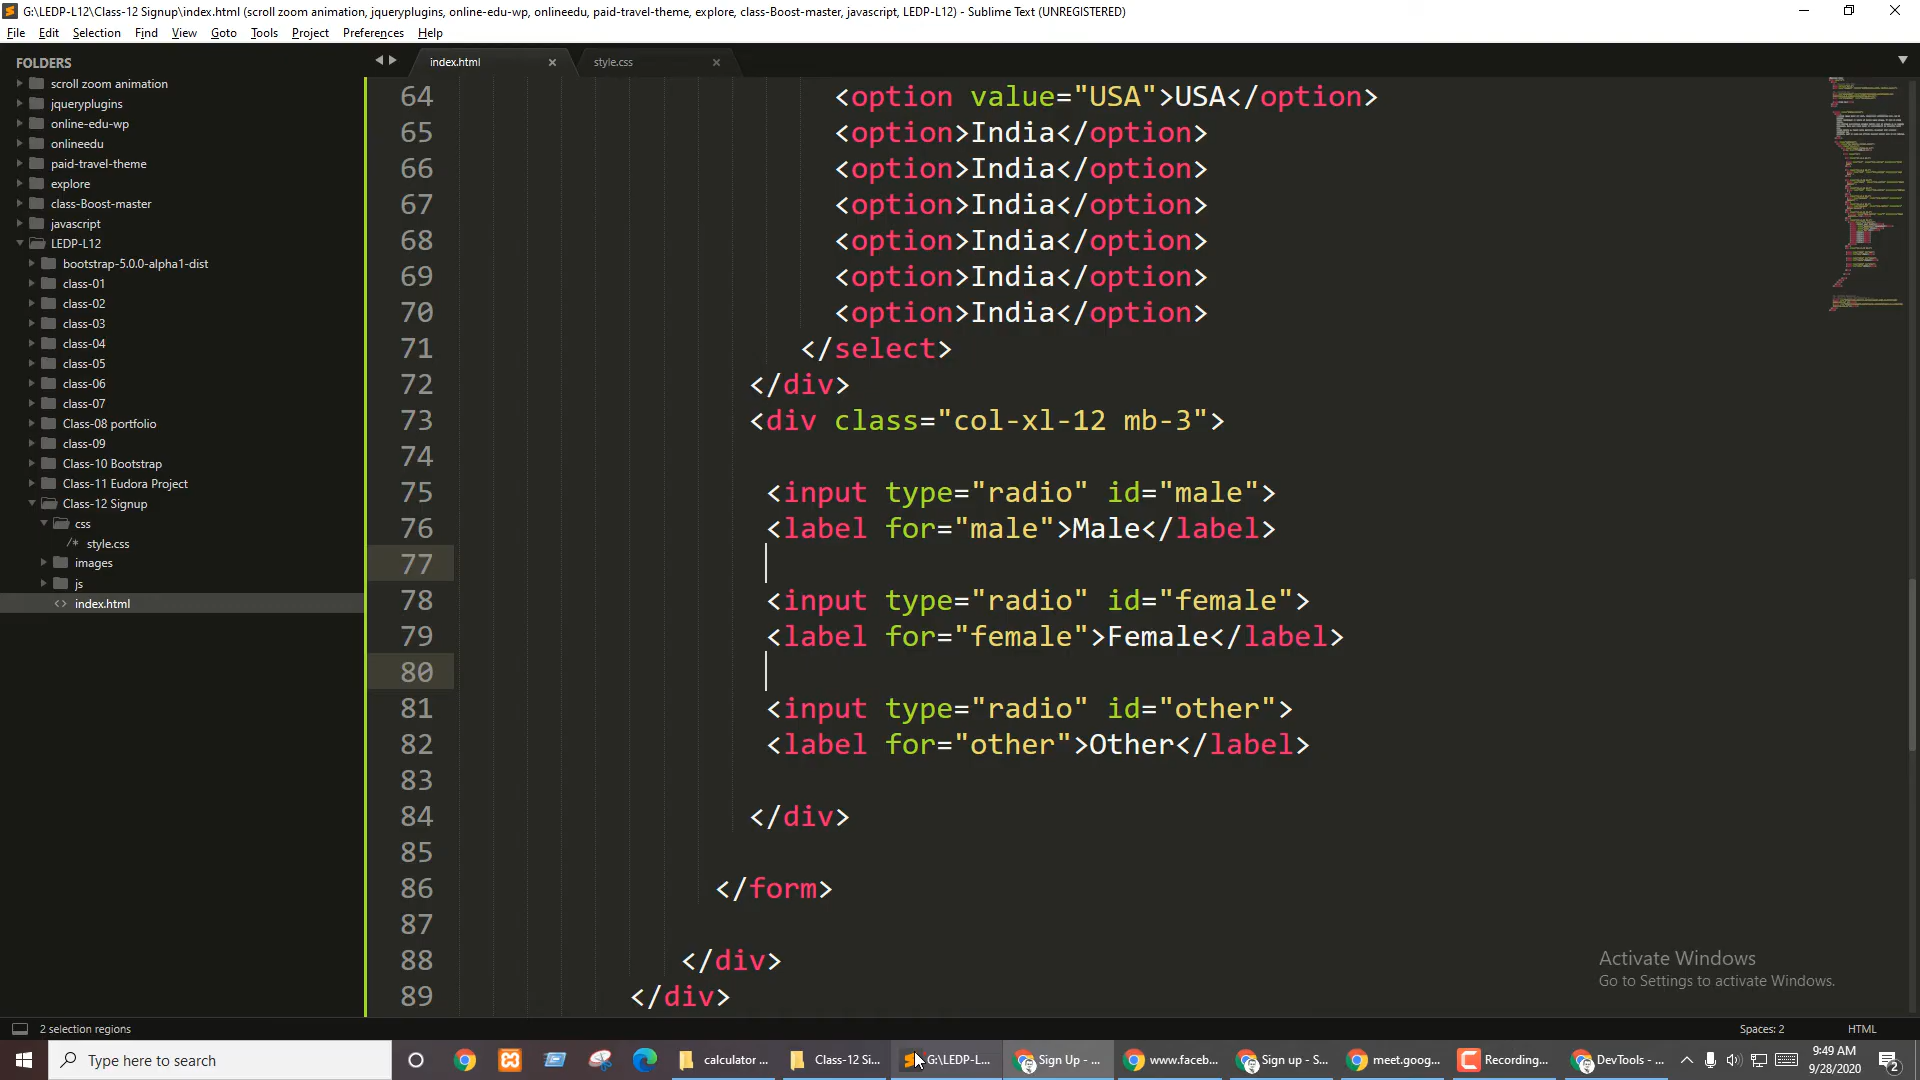 G:\LEDP-L12\Class-12 Signup\index.html (scroll zoom animation, jqueryplugins, online-edu-wp, onlineedu, paid-travel-theme, explore, class-Boost-master, javascript, LEDP-L12) - Sublime Text (UNREGISTERED)
File Edit Selection Find View Goto Tools Project Preferences Help
FOLDERS
scroll zoom animation
jqueryplugins
online-edu-wp
onlineedu
paid-travel-theme
explore
class-Boost-master
javascript
LEDP-L12
bootstrap-5.0.0-alpha1-dist
class-01
class-02
class-03
class-04
class-05
class-06
class-07
Class-08 portfolio
class-09
Class-10 Bootstrap
Class-11 Eudora Project
Class-12 Signup
css
/* style.css
images
js
<> index.html
index.html × style.css ×
64 <option value="USA">USA</option>
65 <option>India</option>
66 <option>India</option>
67 <option>India</option>
68 <option>India</option>
69 <option>India</option>
70 <option>India</option>
71 </select>
72 </div>
73 <div class="col-xl-12 mb-3">
74
75 <input type="radio" id="male">
76 <label for="male">Male</label>
77
78 <input type="radio" id="female">
79 <label for="female">Female</label>
80
81 <input type="radio" id="other">
82 <label for="other">Other</label>
83
84 </div>
85
86 </form>
87
88 </div>
89 </div>
Activate Windows
Go to Settings to activate Windows.
2 selection regions Spaces: 2 HTML
Type here to search
calculator ... Class-12 Si... G:\LEDP-L... Sign Up - ... www.faceb... Sign up - S... meet.goog... Recording... DevTools - ...
9:49 AM
9/28/2020
2